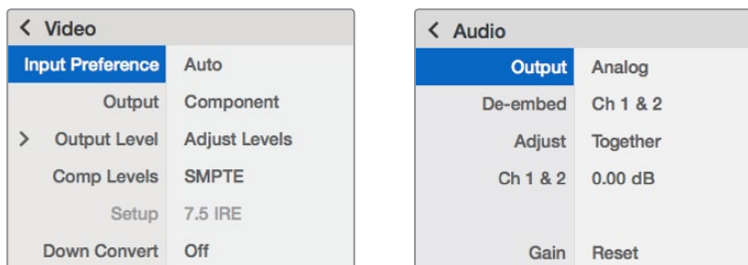 Video
Input Preference Auto
Output Component
Output Level Adjust Levels
Comp Levels SMPTE
Setup 7.5 IRE
Down Convert Off
Audio
Output Analog
De-embed Ch 1 & 2
Adjust Together
Ch 1 & 2 0.00 dB
Gain Reset